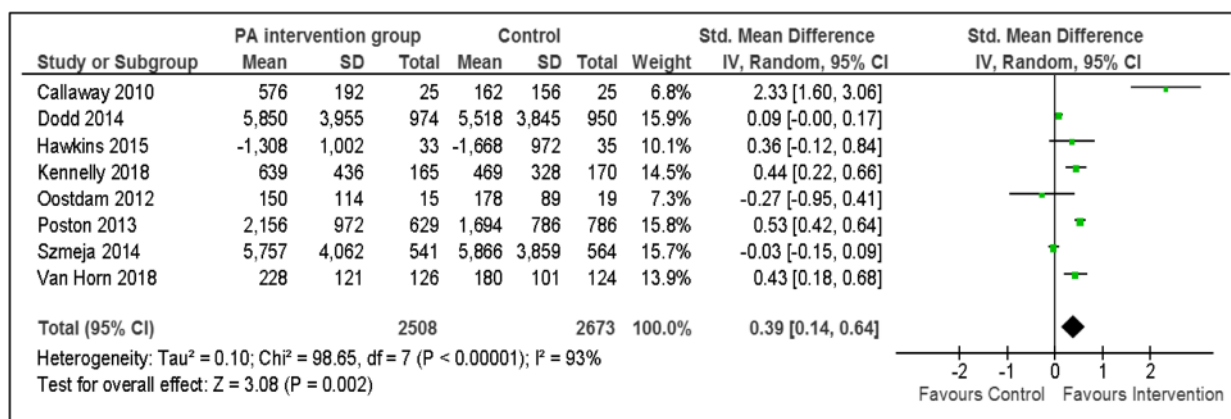 PA intervention group Control Std. Mean Difference Std. Mean Difference
Study or Subgroup Mean SD Total Mean SD Total Weight IV, Random, 95% CI IV, Random, 95% CI
Callaway 2010 576 192 25 162 156 25 6.8% 2.33 [1.60, 3.06]
Dodd 2014 5,850 3,955 974 5,518 3,845 950 15.9% 0.09 [-0.00, 0.17]
Hawkins 2015 -1,308 1,002 33 -1,668 972 35 10.1% 0.36 [-0.12, 0.84]
Kennelly 2018 639 436 165 469 328 170 14.5% 0.44 [0.22, 0.66]
Oostdam 2012 150 114 15 178 89 19 7.3% -0.27 [-0.95, 0.41]
Poston 2013 2,156 972 629 1,694 786 786 15.6% 0.53 [0.42, 0.64]
Szmeja 2014 5,757 4,062 541 5,866 3,859 564 15.7% -0.03 [-0.15, 0.09]
Van Horn 2018 228 121 126 180 101 124 13.9% 0.43 [0.18, 0.68]
Total (95% CI) 2508 2673 100.0% 0.39 [0.14, 0.64]
Heterogeneity: Tau² = 0.10; Chi² = 98.65, df = 7 (P < 0.00001); I² = 93%
Test for overall effect: Z = 3.08 (P = 0.002)
-2 -1 0 1 2
Favours Control Favours Intervention